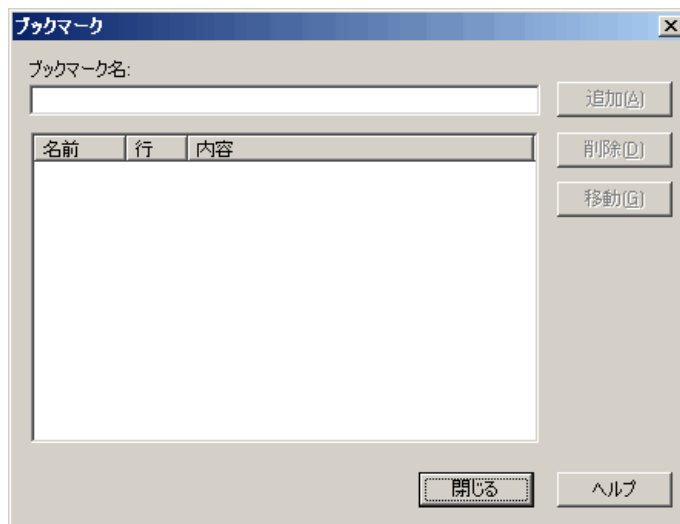 ブックマーク
ブックマーク名:
追加(A)
名前 行 内容
削除(D)
移動(G)
閉じる ヘルプ